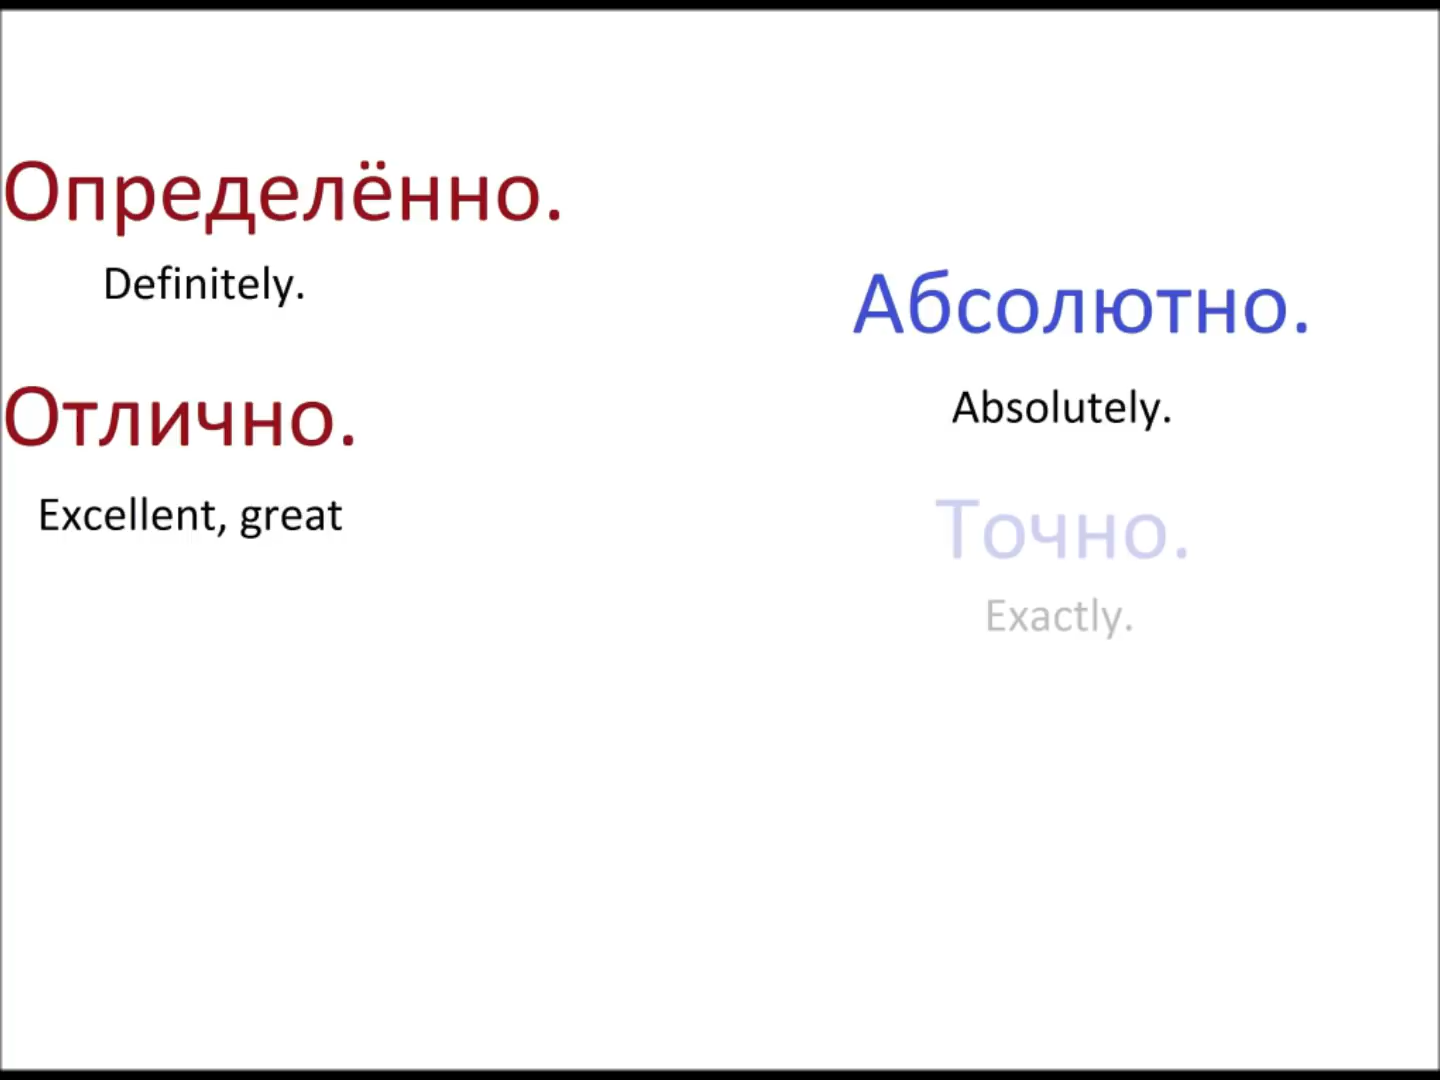 Определённо.
Definitely.
Отлично.
Excellent, great
Абсолютно.
Absolutely.
Точно.
Exactly.